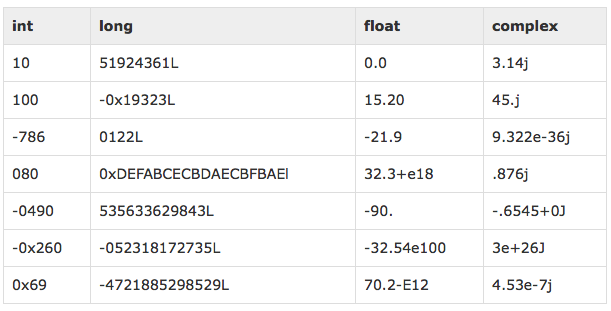 int long float complex
10 51924361L 0.0 3.14j
100 -0x19323L 15.20 45.j
-786 0122L -21.9 9.322e-36j
080 0xDEFABCECBDAECBFBAEl 32.3+e18 .876j
-0490 535633629843L -90. -.6545+0J
-0x260 -052318172735L -32.54e100 3e+26J
0x69 -4721885298529L 70.2-E12 4.53e-7j